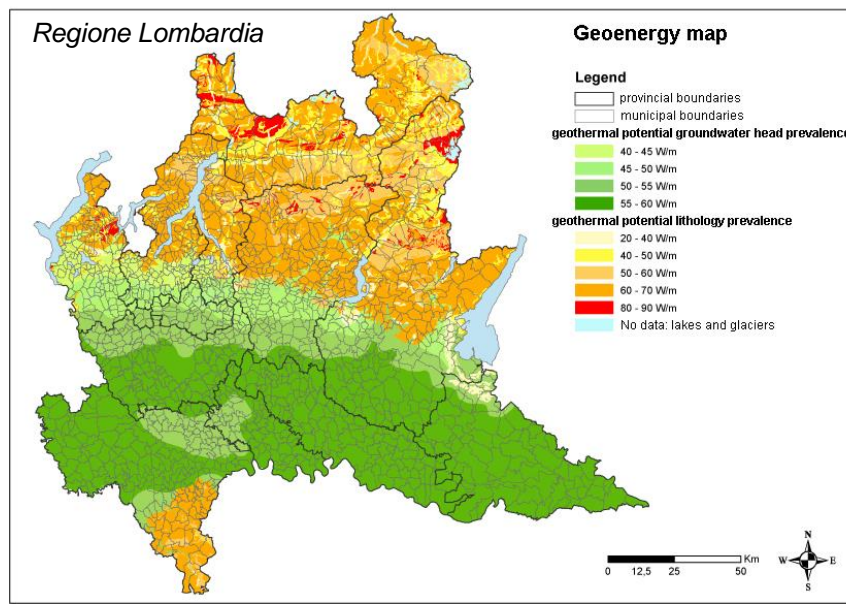 Regione Lombardia
Geoenergy map
Legend
provincial boundaries
municipal boundaries
geothermal potential groundwater head prevalence
40 - 45 W/m
45 - 50 W/m
50 - 55 W/m
55 - 60 W/m
geothermal potential lithology prevalence
20 - 40 W/m
40 - 50 W/m
50 - 60 W/m
60 - 70 W/m
80 - 90 W/m
No data: lakes and glaciers
Km
0 12,5 25 50
N
W E
S